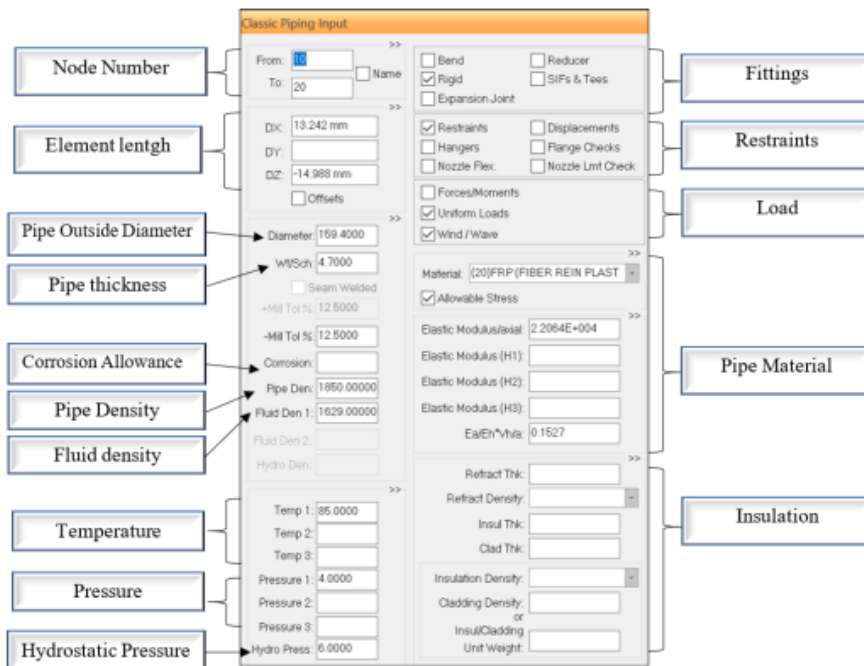 Classic Piping Input
>>
From: 10
Name
To: 20
>>
DX: 13.242 mm
DY:
DZ: -14.988 mm
Offsets
>>
Diameter: 159.4000
Wt/Sch: 4.7000
Seam Welded
+Mill Tol %: 12.5000
-Mill Tol %: 12.5000
Corrosion:
Pipe Den: 1850.00000
Fluid Den 1: 1629.00000
Fluid Den 2:
Hydro Den:
>>
Temp 1: 85.0000
Temp 2:
Temp 3:
Pressure 1: 4.0000
Pressure 2:
Pressure 3:
Hydro Press: 6.0000
Bend
Reducer
Rigid
SIFs & Tees
Expansion Joint
Restraints
Displacements
Hangers
Flange Checks
Nozzle Flex.
Nozzle Lmt Check
Forces/Moments
Uniform Loads
Wind / Wave
>>
Material: (20)FRP (FIBER REIN PLAST
Allowable Stress
>>
Elastic Modulus/axial: 2.2064E+004
Elastic Modulus (H1):
Elastic Modulus (H2):
Elastic Modulus (H3):
Ea/Eh*Vh/a: 0.1527
>>
Refract Thk:
Refract Density:
Insul Thk:
Clad Thk:
Insulation Density:
Cladding Density:
or
Insul/Cladding
Unit Weight:
Node Number
Element lentgh
Pipe Outside Diameter
Pipe thickness
Corrosion Allowance
Pipe Density
Fluid density
Temperature
Pressure
Hydrostatic Pressure
Fittings
Restraints
Load
Pipe Material
Insulation